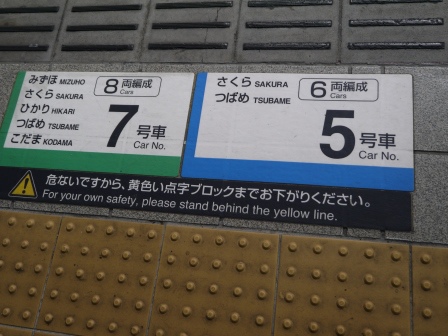 みずほ MIZUHO
さくら SAKURA
ひかり HIKARI
つばめ TSUBAME
こだま KODAMA
8両編成
Cars
7号車
Car No.
さくら SAKURA
つばめ TSUBAME
6両編成
Cars
5号車
Car No.
危ないですから、黄色い点字ブロックまでお下がりください。
For your own safety, please stand behind the yellow line.